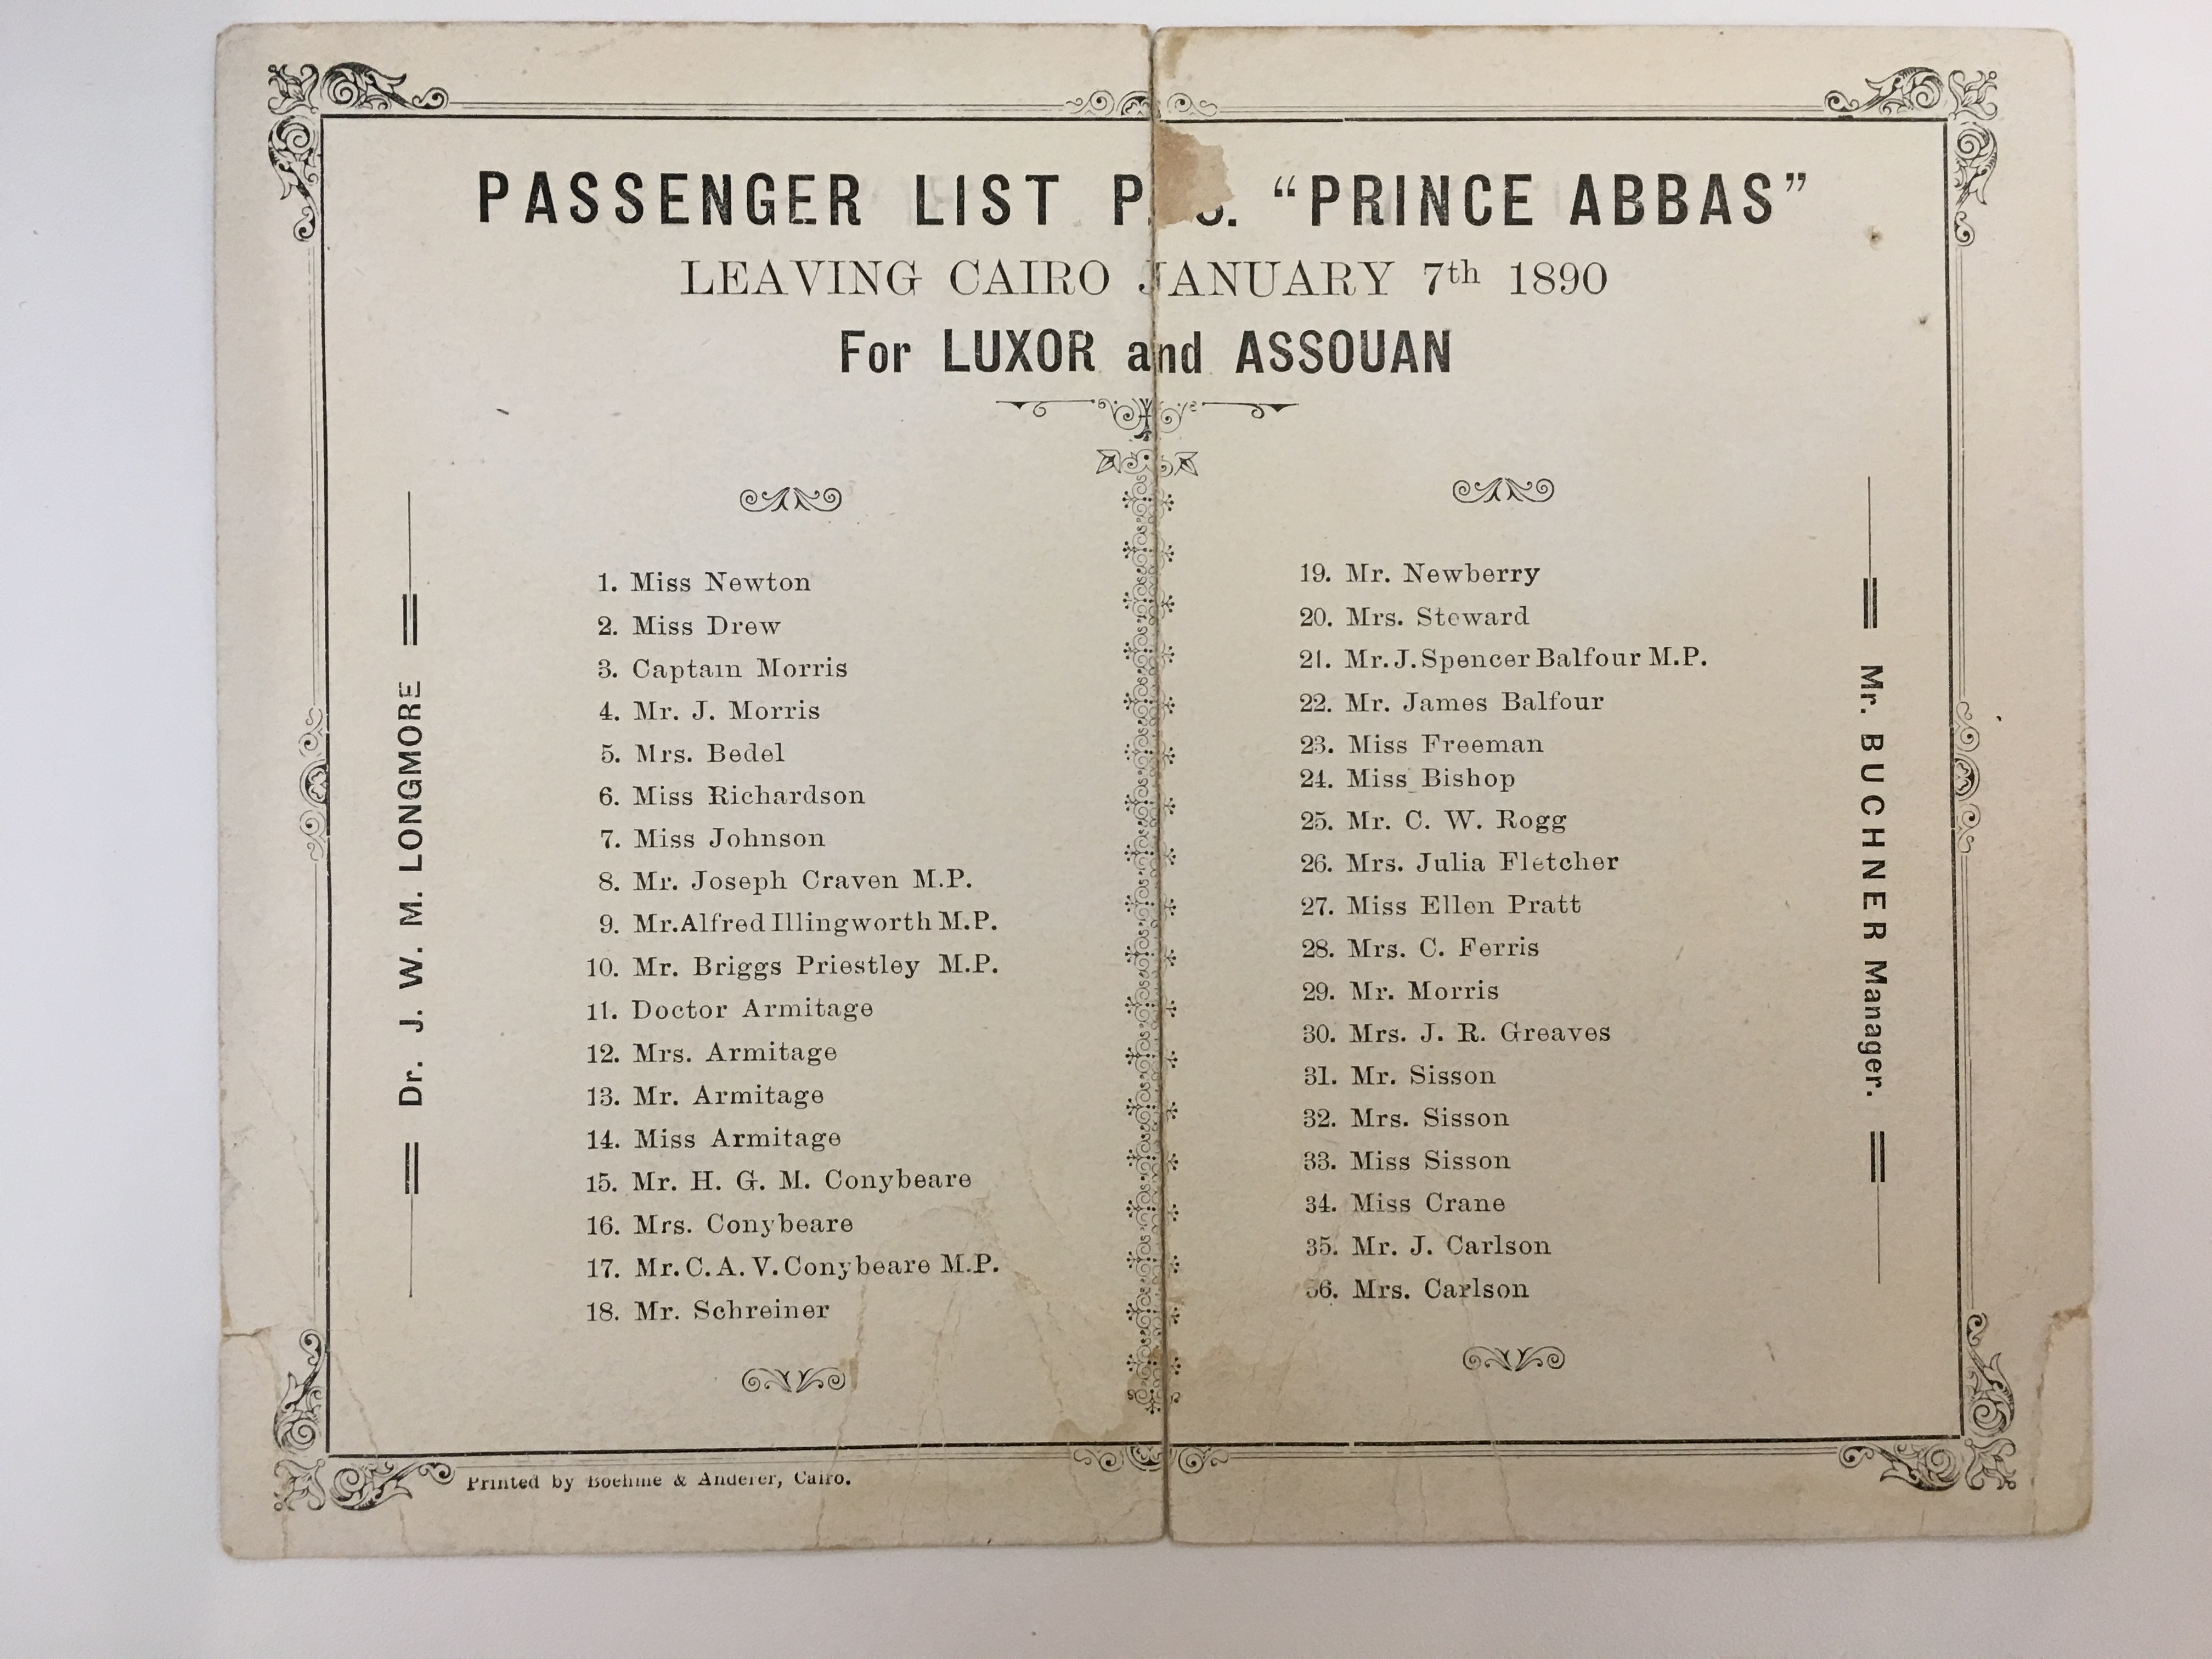 PASSENGER LIST P. S. "PRINCE ABBAS"
LEAVING CAIRO JANUARY 7th 1890
For LUXOR and ASSOUAN
Dr. J. W. M. LONGMORE
1. Miss Newton
2. Miss Drew
3. Captain Morris
4. Mr. J. Morris
5. Mrs. Bedel
6. Miss Richardson
7. Miss Johnson
8. Mr. Joseph Craven M.P.
9. Mr. Alfred Illingworth M.P.
10. Mr. Briggs Priestley M.P.
11. Doctor Armitage
12. Mrs. Armitage
13. Mr. Armitage
14. Miss Armitage
15. Mr. H. G. M. Conybeare
16. Mrs. Conybeare
17. Mr. C. A. V. Conybeare M.P.
18. Mr. Schreiner
19. Mr. Newberry
20. Mrs. Steward
21. Mr. J. Spencer Balfour M.P.
22. Mr. James Balfour
23. Miss Freeman
24. Miss Bishop
25. Mr. C. W. Rogg
26. Mrs. Julia Fletcher
27. Miss Ellen Pratt
28. Mrs. C. Ferris
29. Mr. Morris
30. Mrs. J. R. Greaves
31. Mr. Sisson
32. Mrs. Sisson
33. Miss Sisson
34. Miss Crane
35. Mr. J. Carlson
36. Mrs. Carlson
Mr. BUCHNER Manager.
Printed by Boehme & Anderer, Cairo.